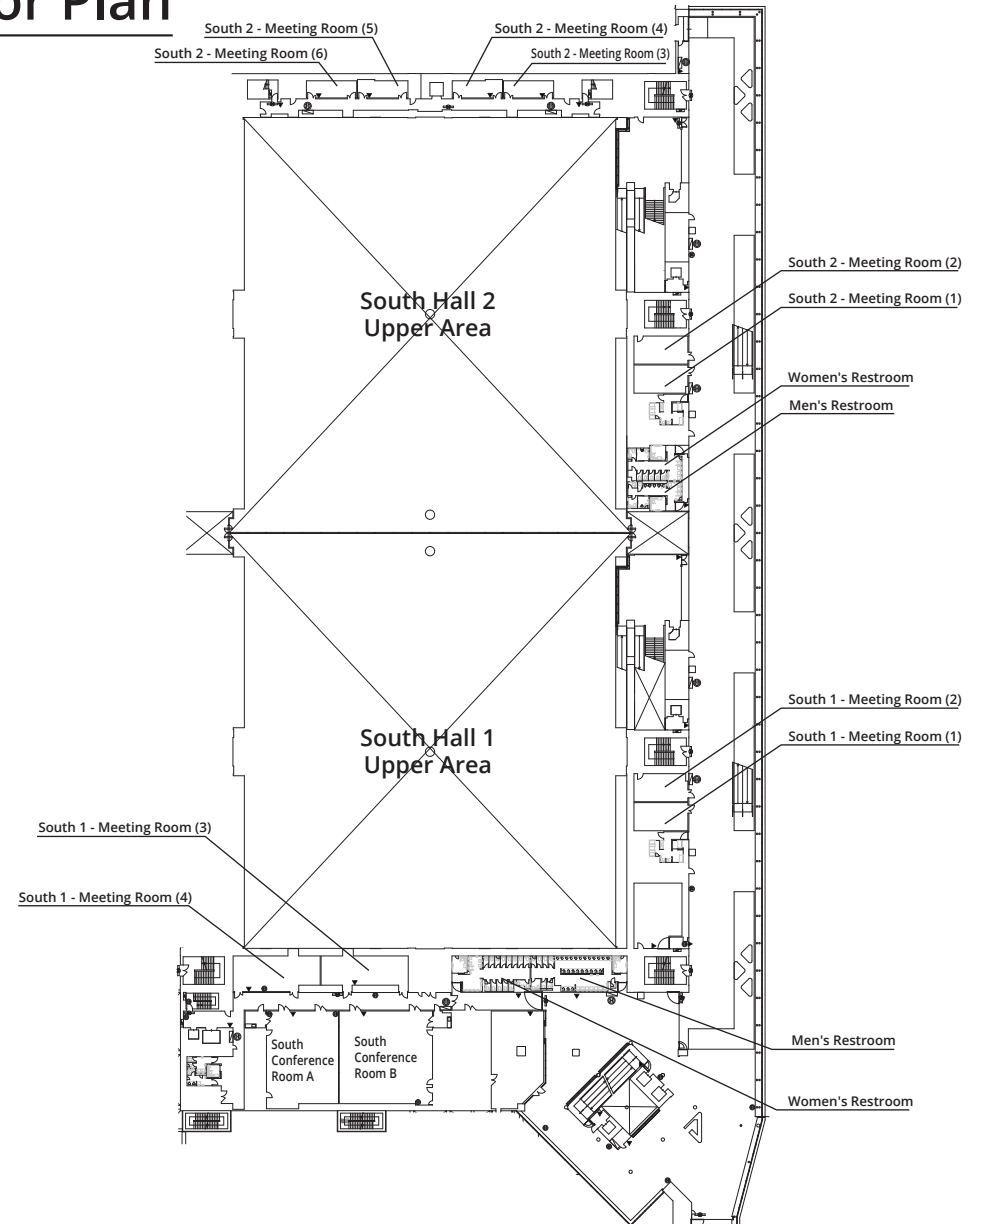 or Plan
South 2 - Meeting Room (5)
South 2 - Meeting Room (4)
South 2 - Meeting Room (6)
South 2 - Meeting Room (3)
South 2 - Meeting Room (2)
South Hall 2
Upper Area
South 2 - Meeting Room (1)
Women's Restroom
Men's Restroom
South 1 - Meeting Room (2)
South Hall 1
Upper Area
South 1 - Meeting Room (1)
South 1 - Meeting Room (3)
South 1 - Meeting Room (4)
South
Conference
Room A
South
Conference
Room B
Men's Restroom
Women's Restroom